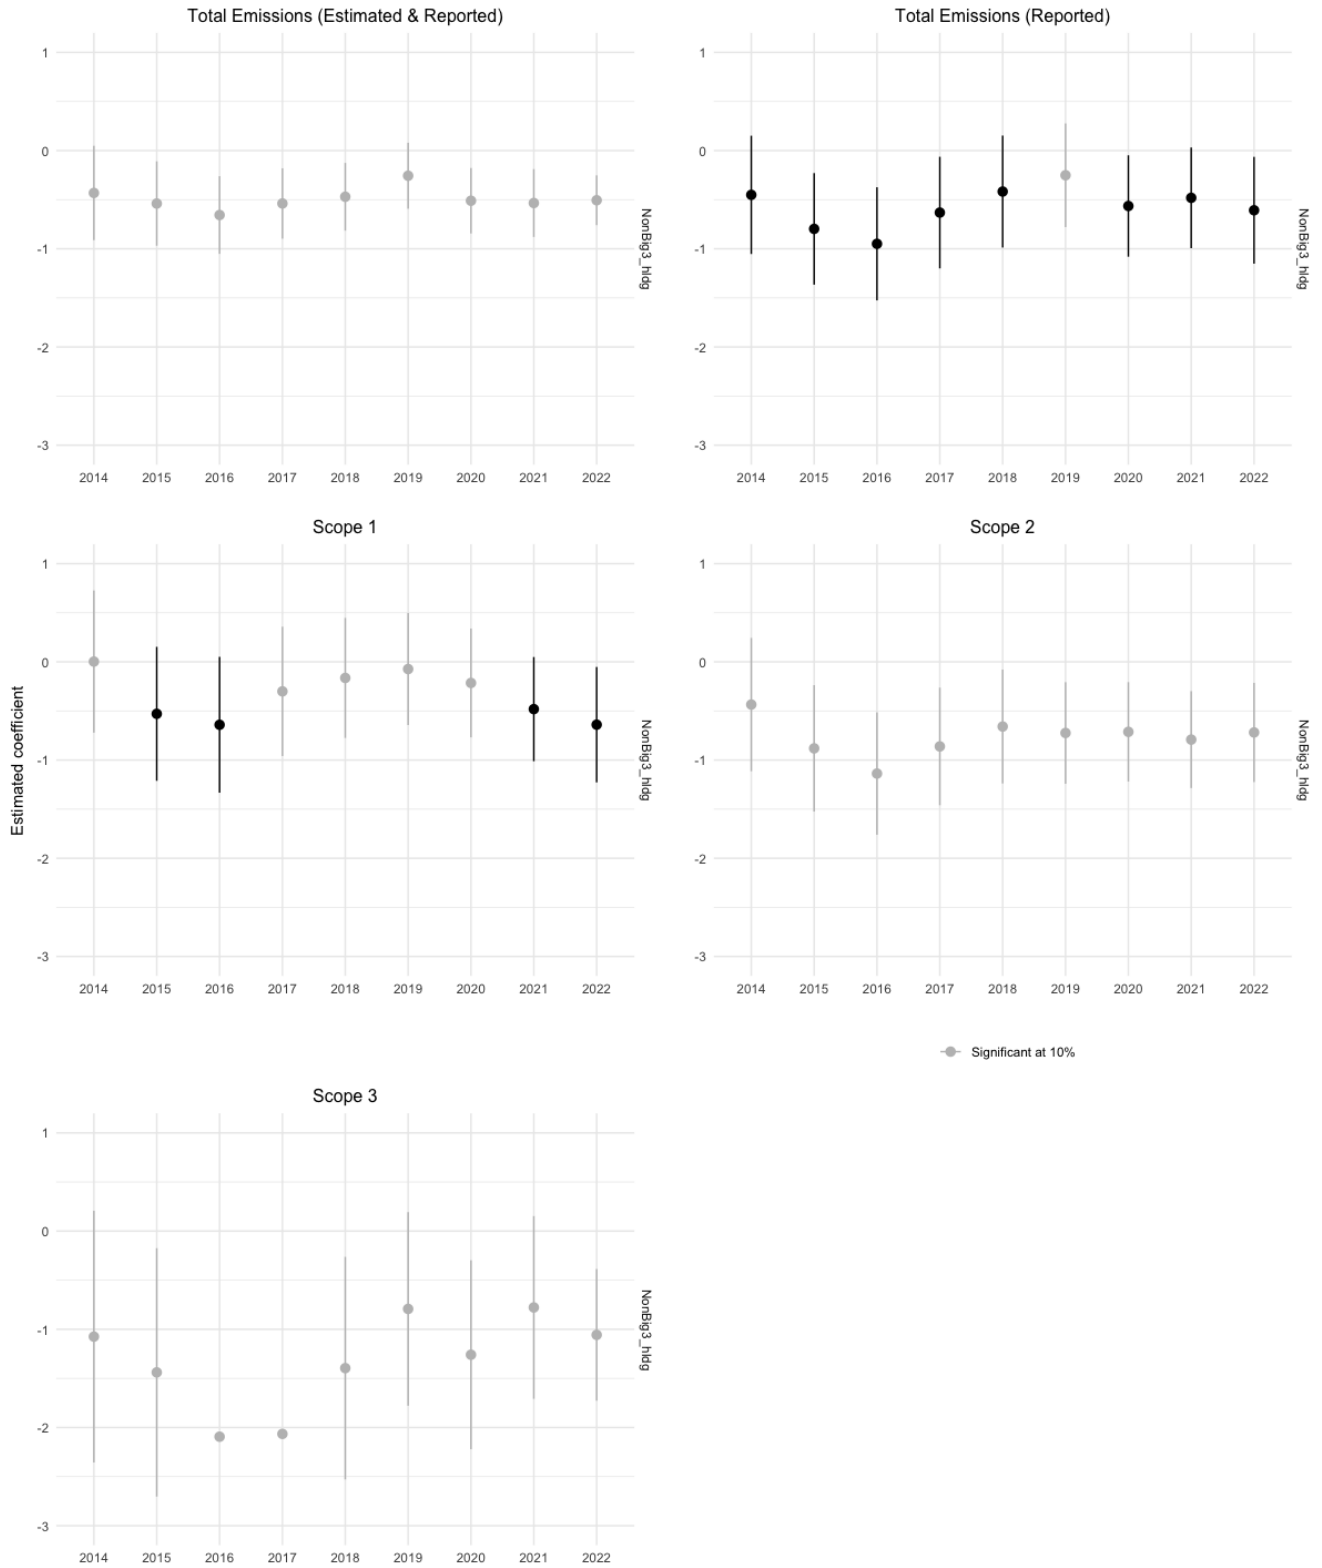 Total Emissions (Estimated & Reported)
1
0
-1
-2
-3
2014 2015 2016 2017 2018 2019 2020 2021 2022
NonBig3_hldg
Total Emissions (Reported)
1
0
-1
-2
-3
2014 2015 2016 2017 2018 2019 2020 2021 2022
NonBig3_hldg
Estimated coefficient
Scope 1
1
0
-1
-2
-3
2014 2015 2016 2017 2018 2019 2020 2021 2022
NonBig3_hldg
Scope 2
1
0
-1
-2
-3
2014 2015 2016 2017 2018 2019 2020 2021 2022
NonBig3_hldg
Significant at 10%
Scope 3
1
0
-1
-2
-3
2014 2015 2016 2017 2018 2019 2020 2021 2022
NonBig3_hldg